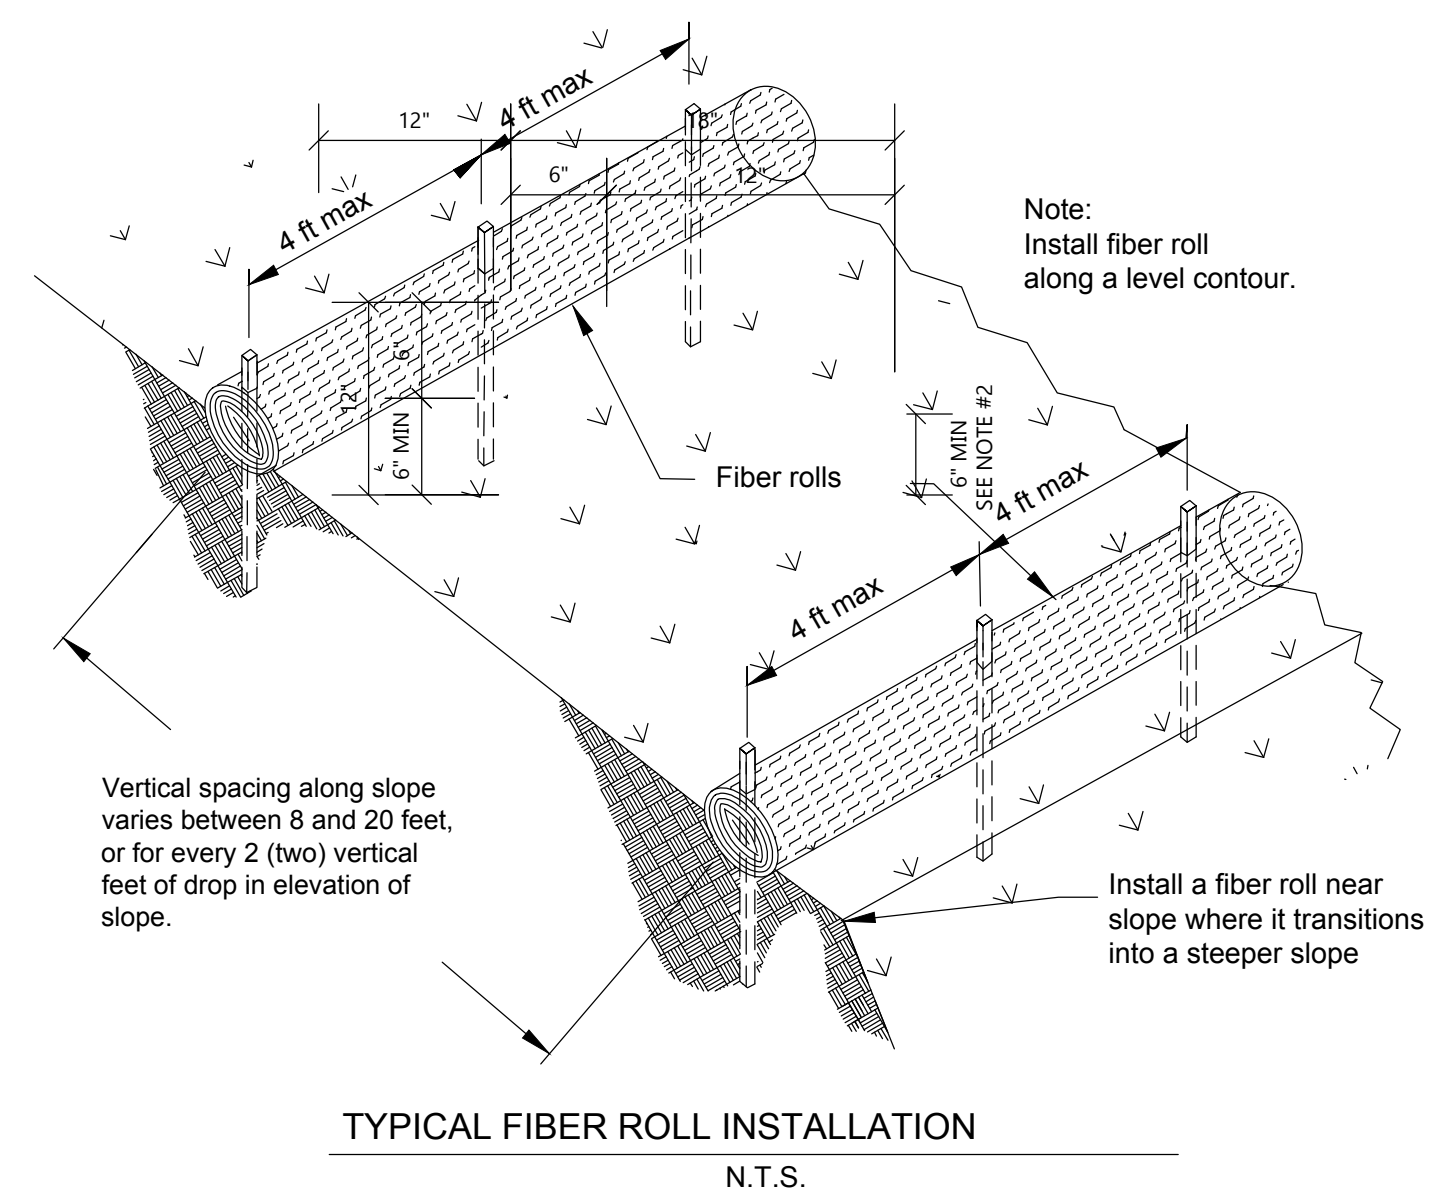 4 ft max
12"
18"
4 ft max
6"
12"
Note:
Install fiber roll
along a level contour.
6"
12"
6" MIN
6" MIN
SEE NOTE #2
Fiber rolls
4 ft max
4 ft max
Vertical spacing along slope
varies between 8 and 20 feet,
or for every 2 (two) vertical
feet of drop in elevation of
slope.
Install a fiber roll near
slope where it transitions
into a steeper slope
TYPICAL FIBER ROLL INSTALLATION
N.T.S.